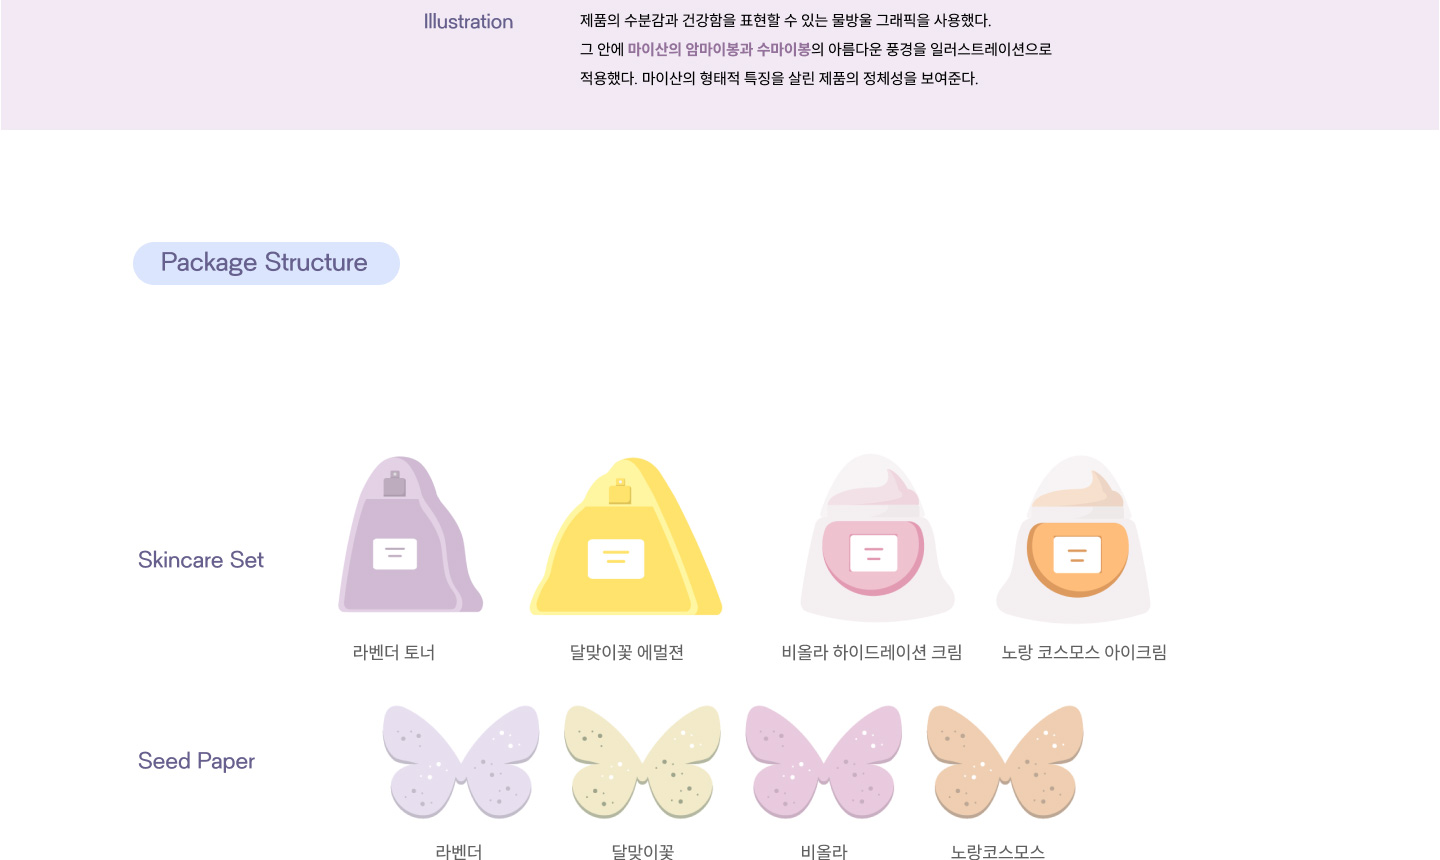 Illustration
제품의 수분감과 건강함을 표현할 수 있는 물방울 그래픽을 사용했다.
그 안에 마이산의 암마이봉과 수마이봉의 아름다운 풍경을 일러스트레이션으로
적용했다. 마이산의 형태적 특징을 살린 제품의 정체성을 보여준다.
Package Structure
Skincare Set
라벤더 토너
달맞이꽃 에멀젼
비올라 하이드레이션 크림
노랑 코스모스 아이크림
Seed Paper
라벤더
달맞이꽃
비올라
노랑코스모스